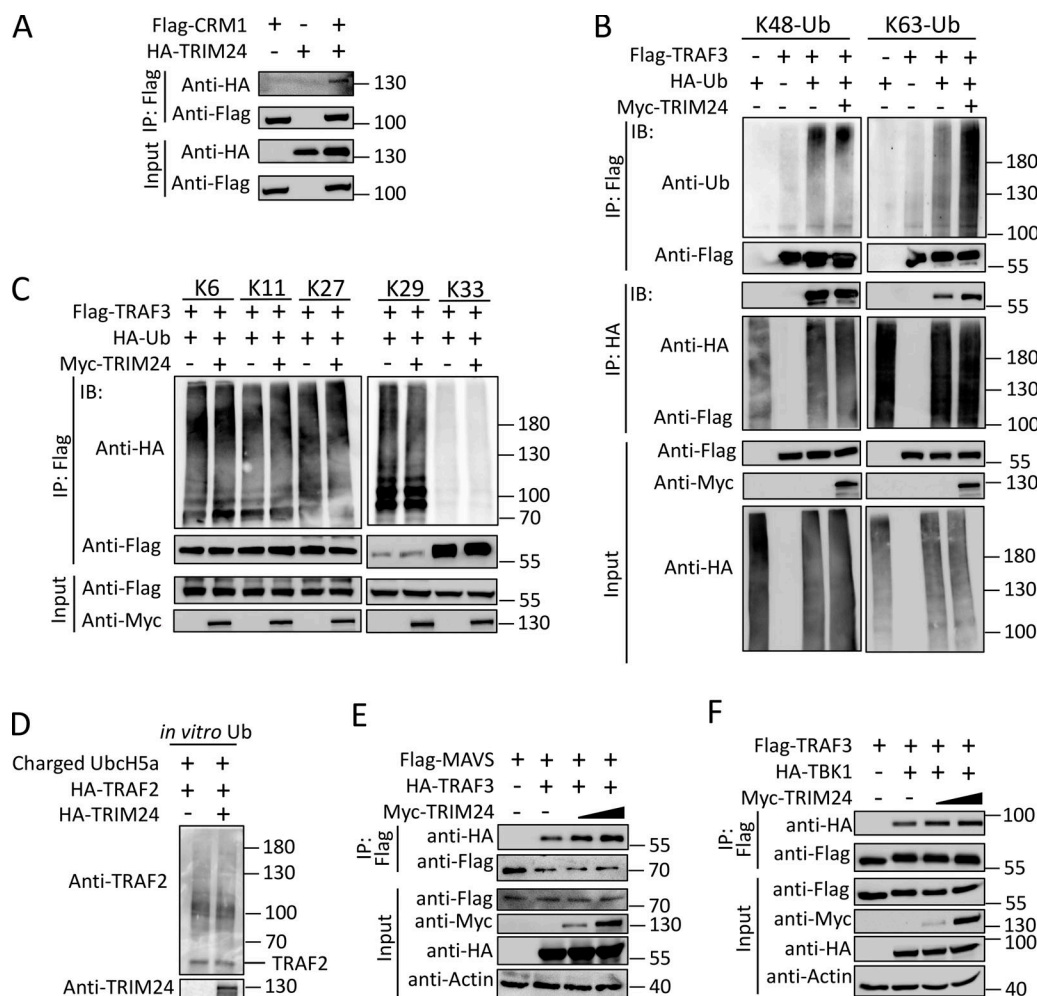 A
Flag-CRM1 + - +
HA-TRIM24 - + +
IP: Flag
Anti-HA 130
Anti-Flag 100
Input
Anti-HA 130
Anti-Flag 100
B
K48-Ub K63-Ub
Flag-TRAF3 - + + + - + + +
HA-Ub + - + + + - + +
Myc-TRIM24 - - - + - - - +
IP: Flag
IB:
180
Anti-Ub
130
100
Anti-Flag 55
IP: HA
IB:
55
Anti-HA 180
130
Anti-Flag 100
Input
Anti-Flag 55
Anti-Myc 130
180
Anti-HA
130
100
C
K6 K11 K27 K29 K33
Flag-TRAF3 + + + + + + + + + +
HA-Ub + + + + + + + + + +
Myc-TRIM24 - + - + - + - + - +
IP: Flag
IB:
180
Anti-HA 130
100
70
Anti-Flag 55
Input
Anti-Flag 55
Anti-Myc 130
D
in vitro Ub
Charged UbcH5a + +
HA-TRAF2 + +
HA-TRIM24 - +
180
Anti-TRAF2 130
100
70
TRAF2
Anti-TRIM24 130
E
Flag-MAVS + + + +
HA-TRAF3 - + + +
Myc-TRIM24 - -
IP: Flag
anti-HA 55
anti-Flag 70
Input
anti-Flag 70
anti-Myc 130
anti-HA 55
anti-Actin 40
F
Flag-TRAF3 + + + +
HA-TBK1 - + + +
Myc-TRIM24 - -
IP: Flag
anti-HA 100
anti-Flag 55
Input
anti-Flag 55
anti-Myc 130
anti-HA 100
anti-Actin 40